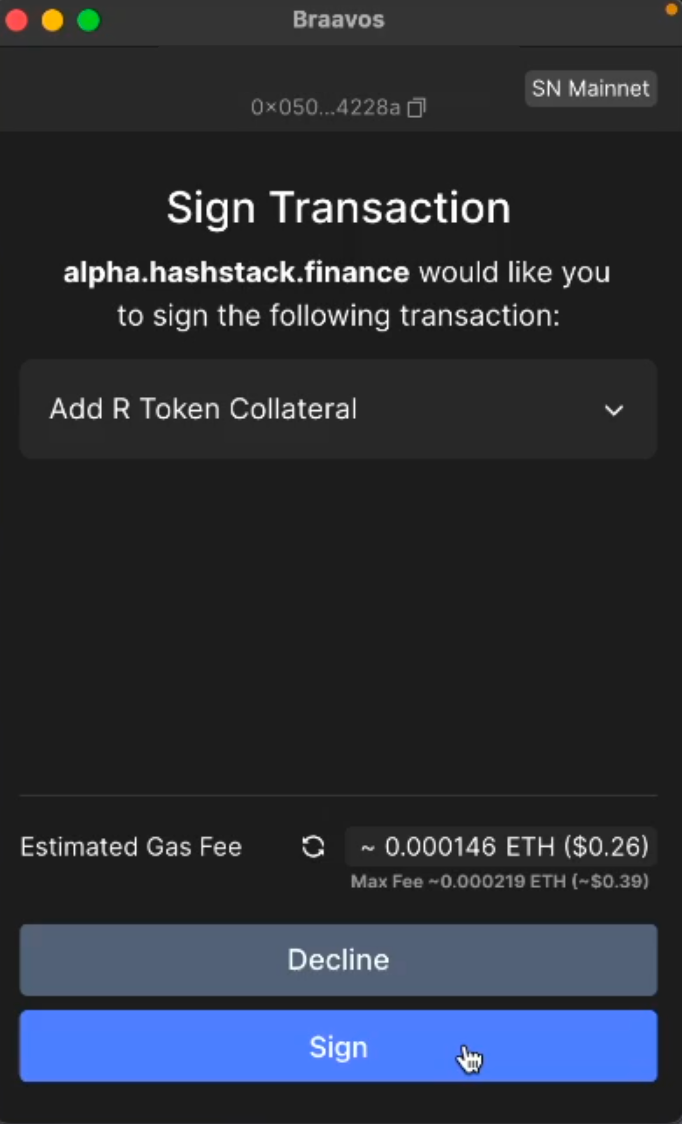 Braavos
0×050...4228a
SN Mainnet
Sign Transaction
alpha.hashstack.finance would like you
to sign the following transaction:
Add R Token Collateral
Estimated Gas Fee
~ 0.000146 ETH ($0.26)
Max Fee ~0.000219 ETH (~$0.39)
Decline
Sign